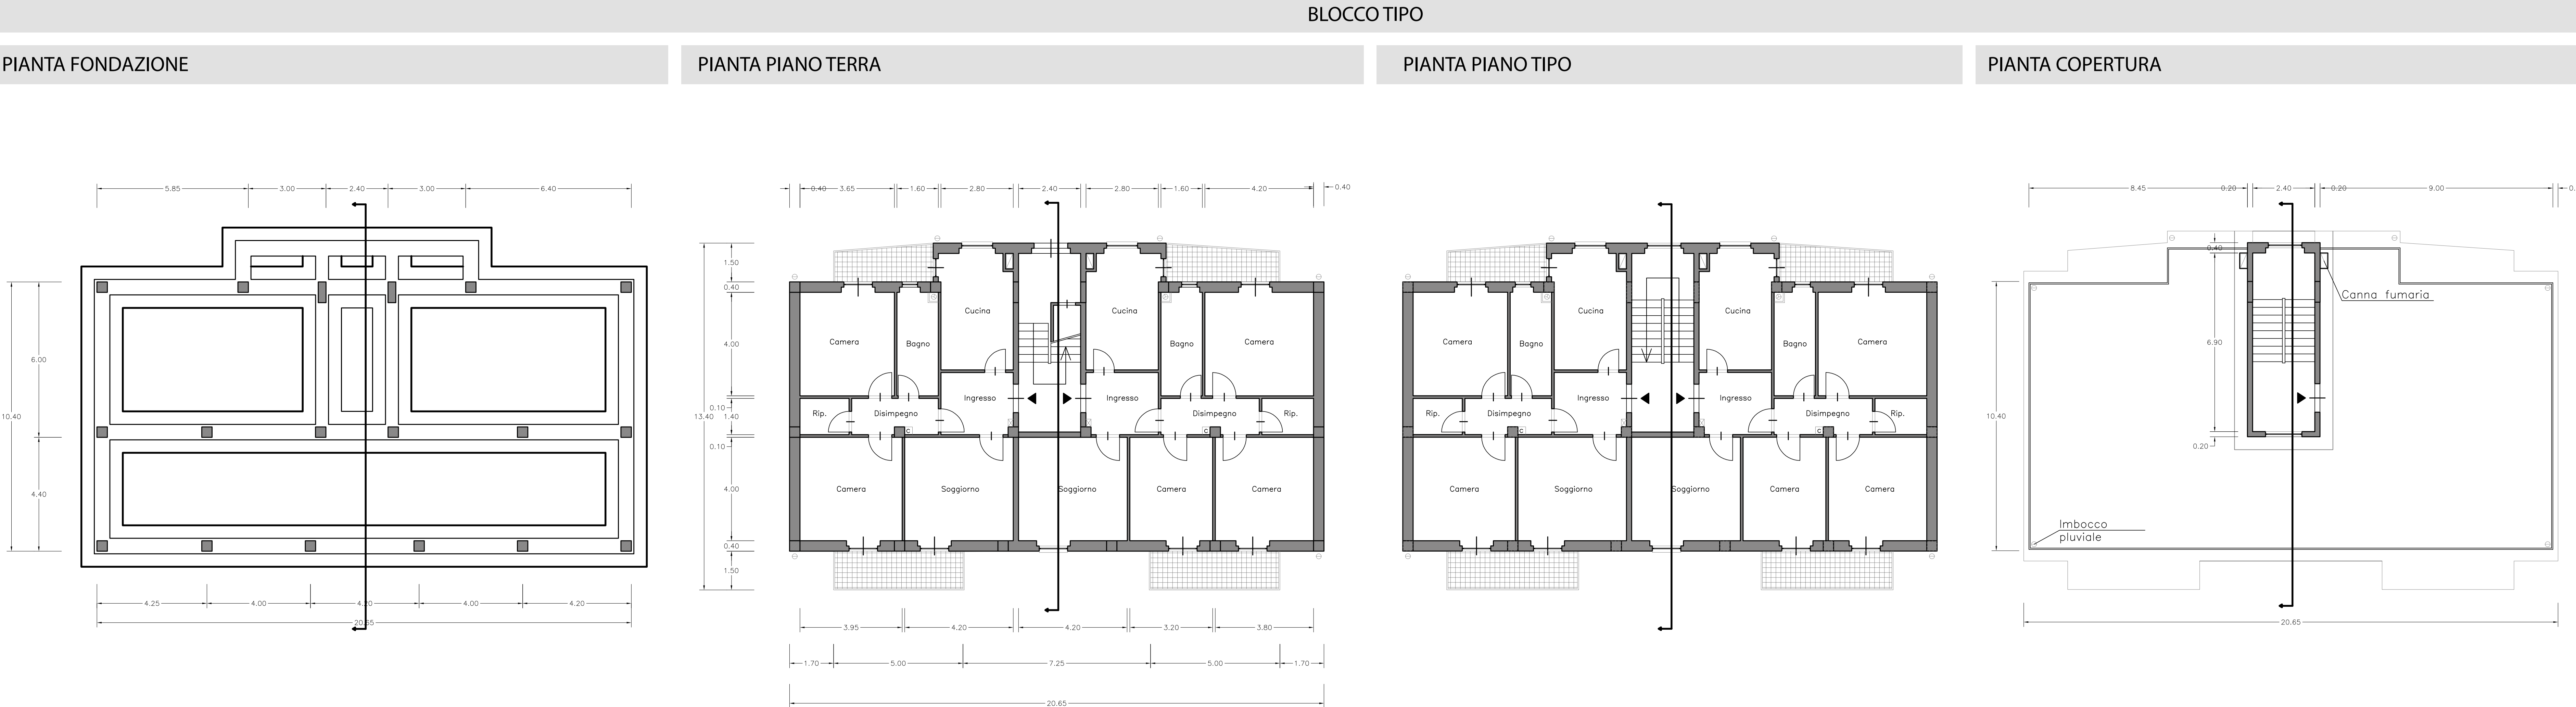 BLOCCO TIPO
PIANTA FONDAZIONE
5.85 3.00 2.40 3.00 6.40
10.40
6.00
4.40
4.25 4.00 4.20 4.00 4.20
20.65
PIANTA PIANO TERRA
0.40 3.65 1.60 2.80 2.40 2.80 1.60 4.20 0.40
13.40
1.50
0.40
4.00
0.10
1.40
0.10
4.00
0.40
1.50
Cucina Cucina
Camera Bagno Bagno Camera
Ingresso Ingresso
Rip. Disimpegno Disimpegno Rip.
C C
Camera Soggiorno Soggiorno Camera Camera
3.95 4.20 4.20 3.20 3.80
1.70 5.00 7.25 5.00 1.70
20.65
PIANTA PIANO TIPO
Cucina Cucina
Camera Bagno Bagno Camera
Ingresso Ingresso
Rip. Disimpegno Disimpegno Rip.
C C
Camera Soggiorno Soggiorno Camera Camera
PIANTA COPERTURA
8.45 0.20 2.40 0.20 9.00
0.40
Canna fumaria
6.90
10.40
0.20
Imbocco
pluviale
20.65